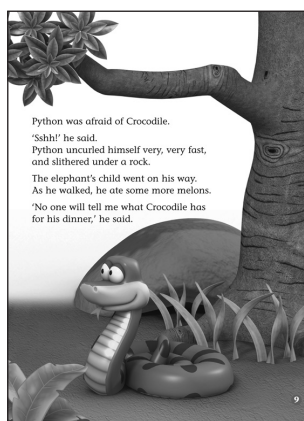 Python was afraid of Crocodile.
‘Sshh!’ he said.
Python uncurled himself very, very fast,
and slithered under a rock.
The elephant’s child went on his way.
As he walked, he ate some more melons.
‘No one will tell me what Crocodile has
for his dinner,’ he said.
9